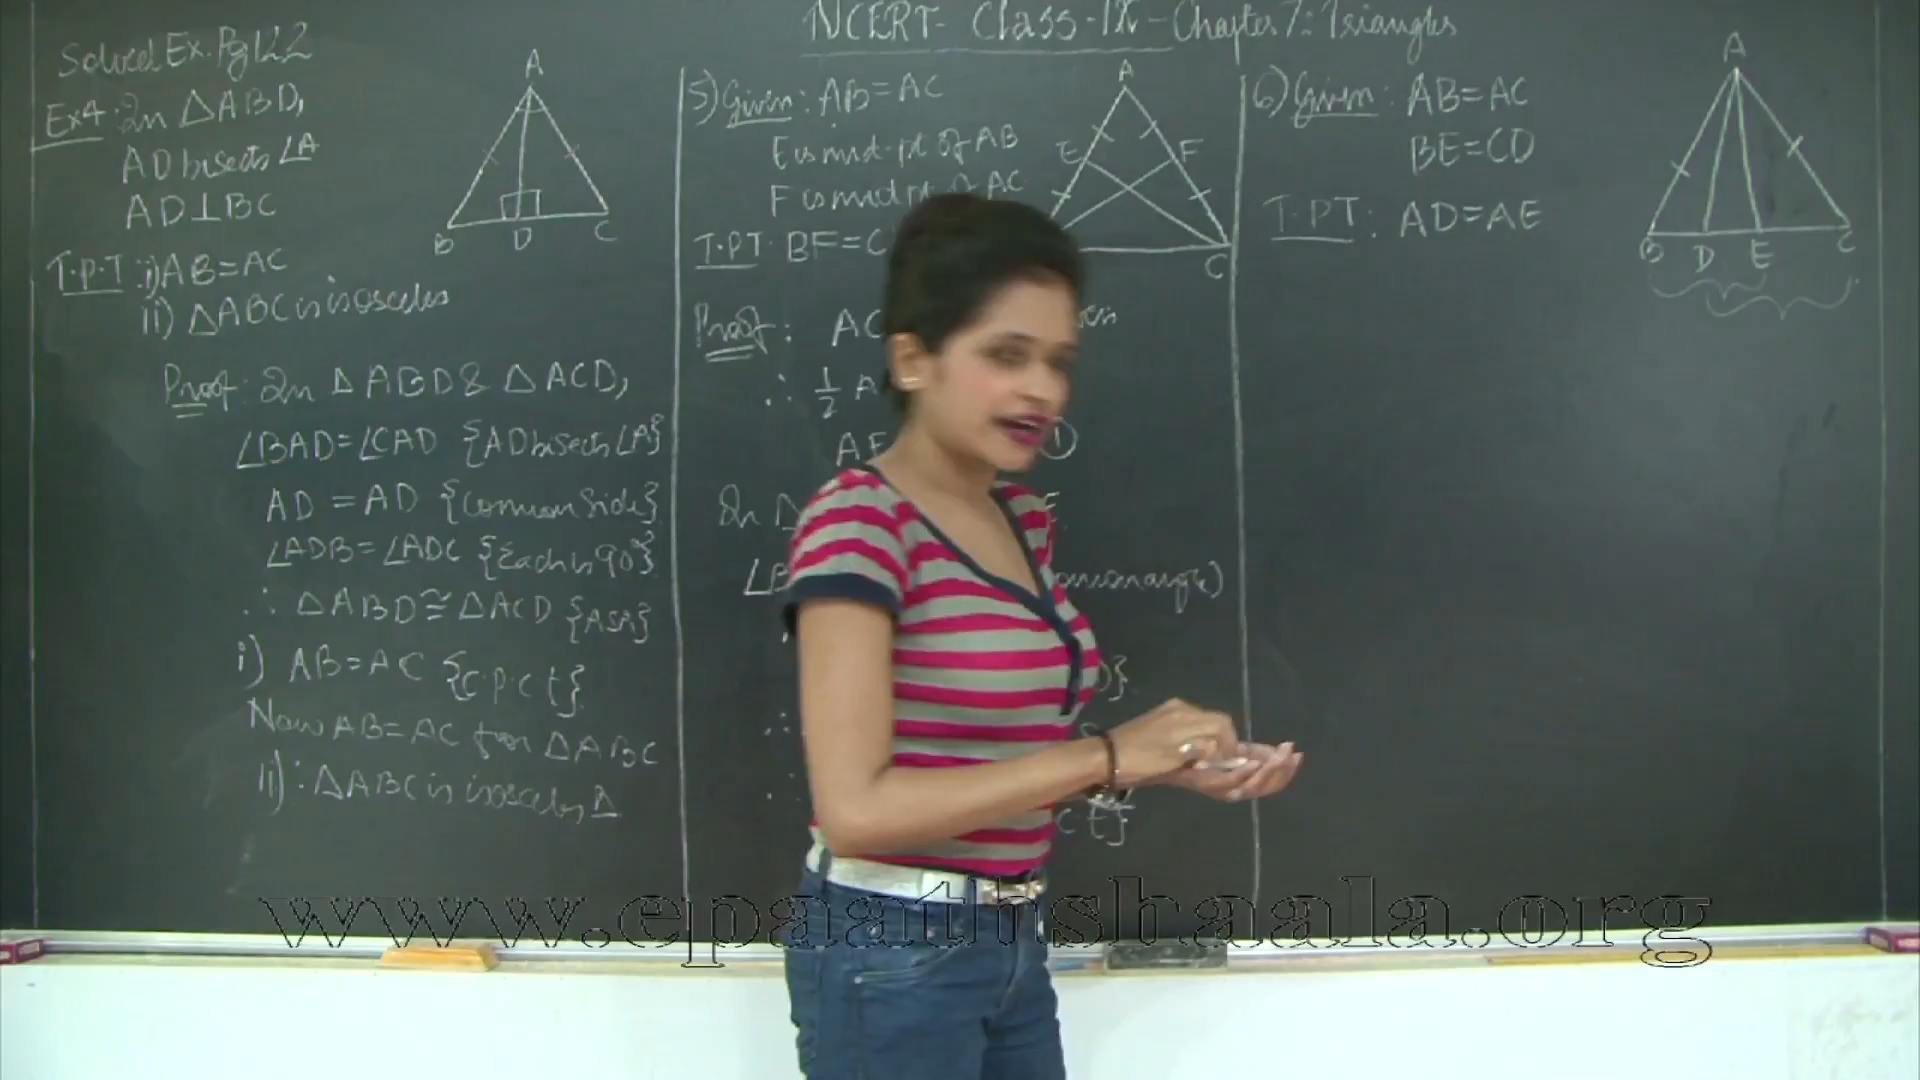 NCERT- Class-IX-Chapter 7: Triangles
Solved Ex. Pg 122
Ex4: In △ABD,
AD bisects ∠A
AD⊥BC
T.P.T : i) AB=AC
ii) △ABC is isosceles
A
B D C
Proof: In △ABD & △ACD,
∠BAD=∠CAD {AD bisects ∠A}
AD = AD {Common side}
∠ADB=∠ADC {Each is 90°}
∴ △ABD≅△ACD {ASA}
i) AB=AC {c.p.c t}
Now AB=AC for △ABC
ii) ∴ △ABC is isosceles △
5) Given: AB=AC
E is mid-pt of AB
F is mid pt of AC
T.P.T BF=C
A
E F
C
Proof: AC
∴ 1/2 A
AF
In △
∠B common angle)
∴
∴
c t}
6) Given: AB=AC
BE=CD
T.P.T: AD=AE
A
B D E C
www.epaathshaala.org